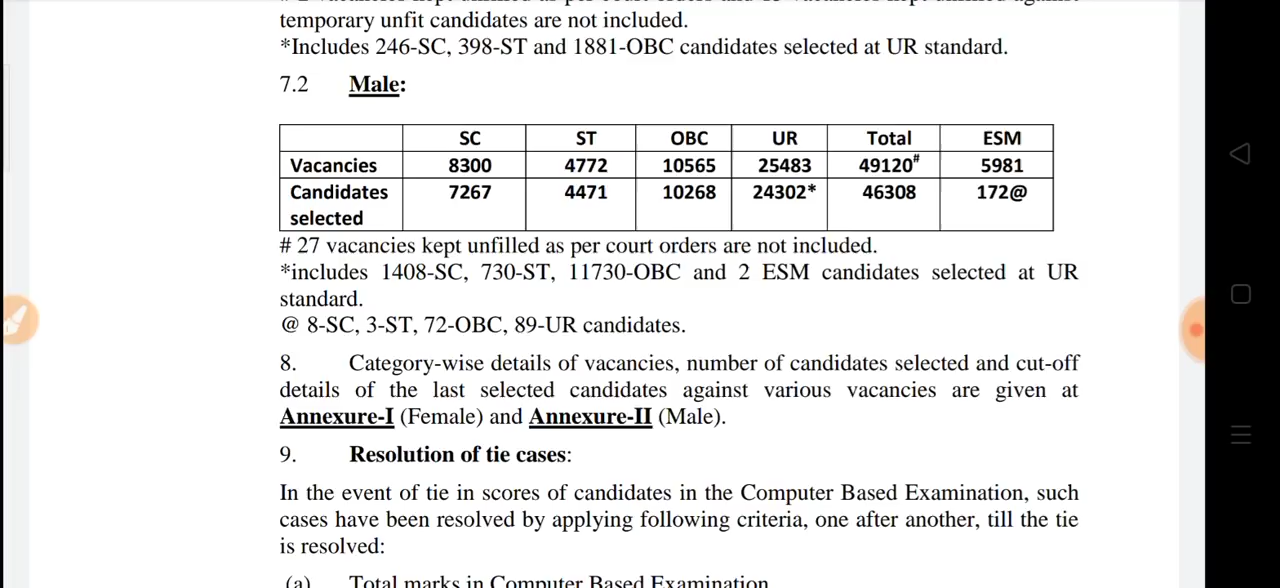 temporary unfit candidates are not included.
*Includes 246-SC, 398-ST and 1881-OBC candidates selected at UR standard.
7.2 Male:
SC ST OBC UR Total ESM
Vacancies 8300 4772 10565 25483 49120# 5981
Candidates selected 7267 4471 10268 24302* 46308 172@
# 27 vacancies kept unfilled as per court orders are not included.
*includes 1408-SC, 730-ST, 11730-OBC and 2 ESM candidates selected at UR
standard.
@ 8-SC, 3-ST, 72-OBC, 89-UR candidates.
8. Category-wise details of vacancies, number of candidates selected and cut-off
details of the last selected candidates against various vacancies are given at
Annexure-I (Female) and Annexure-II (Male).
9. Resolution of tie cases:
In the event of tie in scores of candidates in the Computer Based Examination, such
cases have been resolved by applying following criteria, one after another, till the tie
is resolved:
(a) Total marks in Computer Based Examination